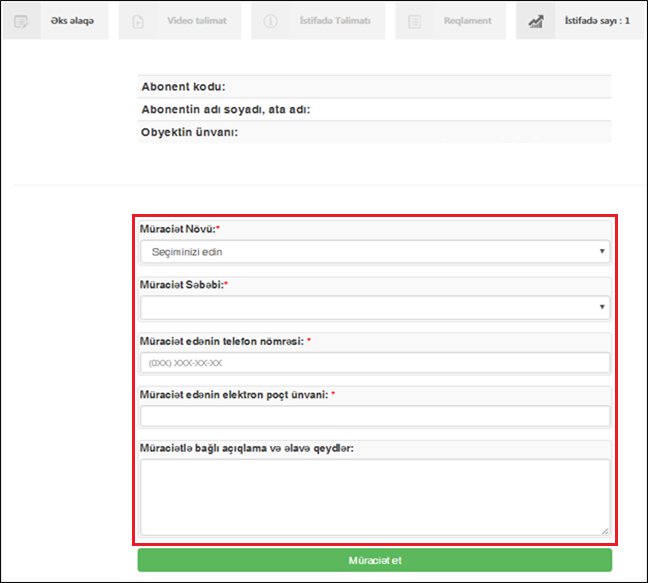 Əks əlaqə
Video təlimat
İstifadə Təlimatı
Reqlament
İstifadə sayı : 1
Abonent kodu:
Abonentin adı soyadı, ata adı:
Obyektin ünvanı:
Müraciət Növü:*
Seçiminizi edin
Müraciət Səbəbi:*
Müraciət edənin telefon nömrəsi: *
(0XX) XXX-XX-XX
Müraciət edənin elektron poçt ünvani: *
Müraciətlə bağlı açıqlama və əlavə qeydlər:
Müraciət et